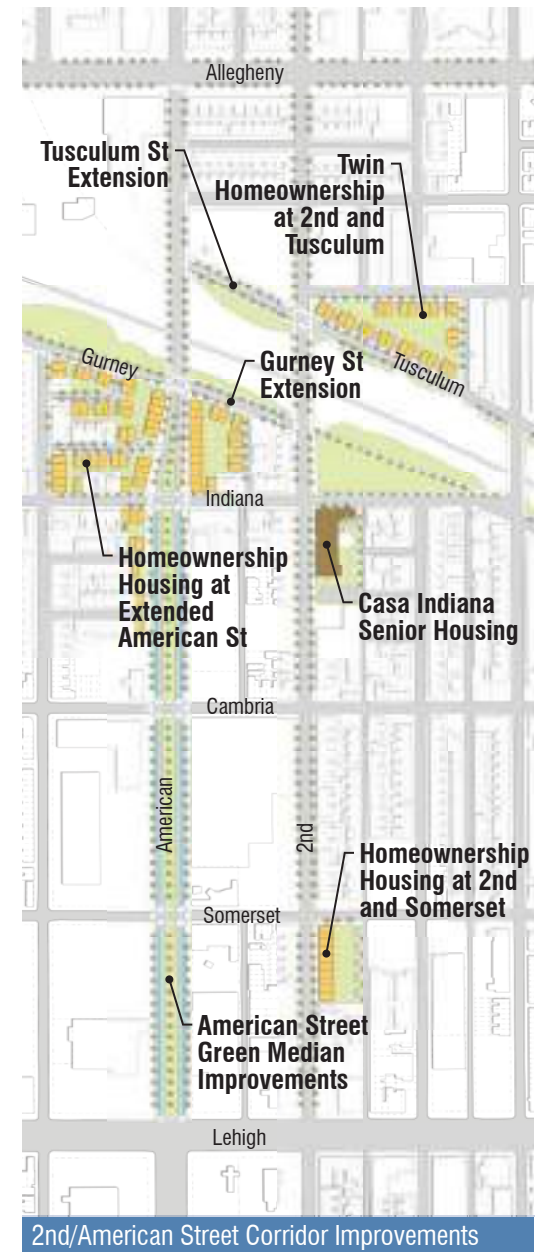 Allegheny
Tusculum St
Extension
Twin
Homeownership
at 2nd and
Tusculum
Gurney
Tusculum
Gurney St
Extension
Indiana
Homeownership
Housing at
Extended
American St
Casa Indiana
Senior Housing
Cambria
American
2nd
Homeownership
Housing at 2nd
and Somerset
Somerset
American Street
Green Median
Improvements
Lehigh
2nd/American Street Corridor Improvements